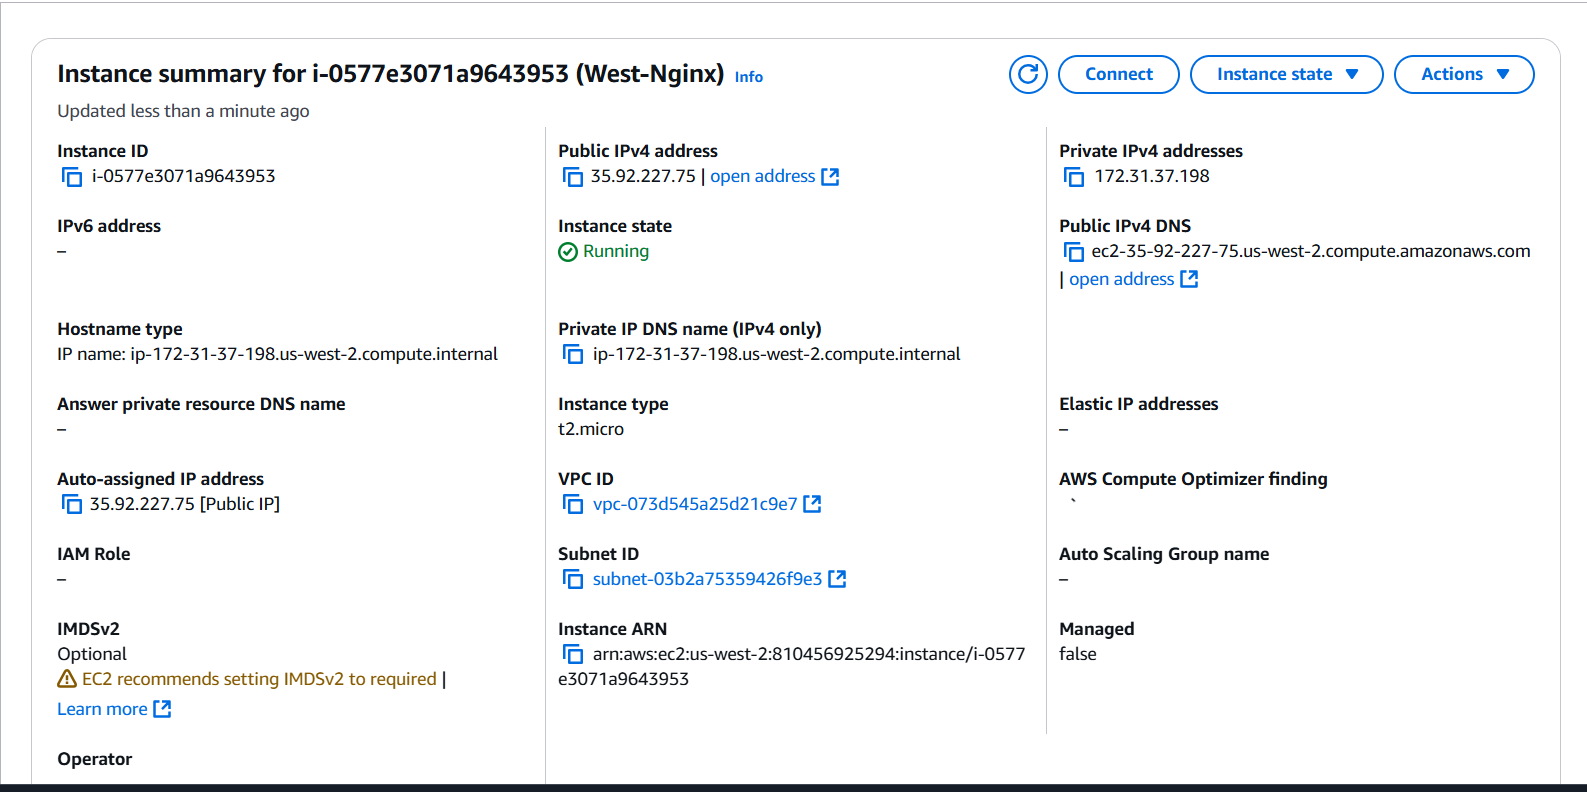 Instance summary for i-0577e3071a9643953 (West-Nginx) Info
Connect
Instance state
Actions
Updated less than a minute ago
Instance ID
i-0577e3071a9643953
Public IPv4 address
35.92.227.75 | open address
Private IPv4 addresses
172.31.37.198
IPv6 address
–
Instance state
Running
Public IPv4 DNS
ec2-35-92-227-75.us-west-2.compute.amazonaws.com
| open address
Hostname type
IP name: ip-172-31-37-198.us-west-2.compute.internal
Private IP DNS name (IPv4 only)
ip-172-31-37-198.us-west-2.compute.internal
Answer private resource DNS name
–
Instance type
t2.micro
Elastic IP addresses
–
Auto-assigned IP address
35.92.227.75 [Public IP]
VPC ID
vpc-073d545a25d21c9e7
AWS Compute Optimizer finding
`
IAM Role
–
Subnet ID
subnet-03b2a75359426f9e3
Auto Scaling Group name
–
IMDSv2
Optional
EC2 recommends setting IMDSv2 to required |
Learn more
Instance ARN
arn:aws:ec2:us-west-2:810456925294:instance/i-0577
e3071a9643953
Managed
false
Operator